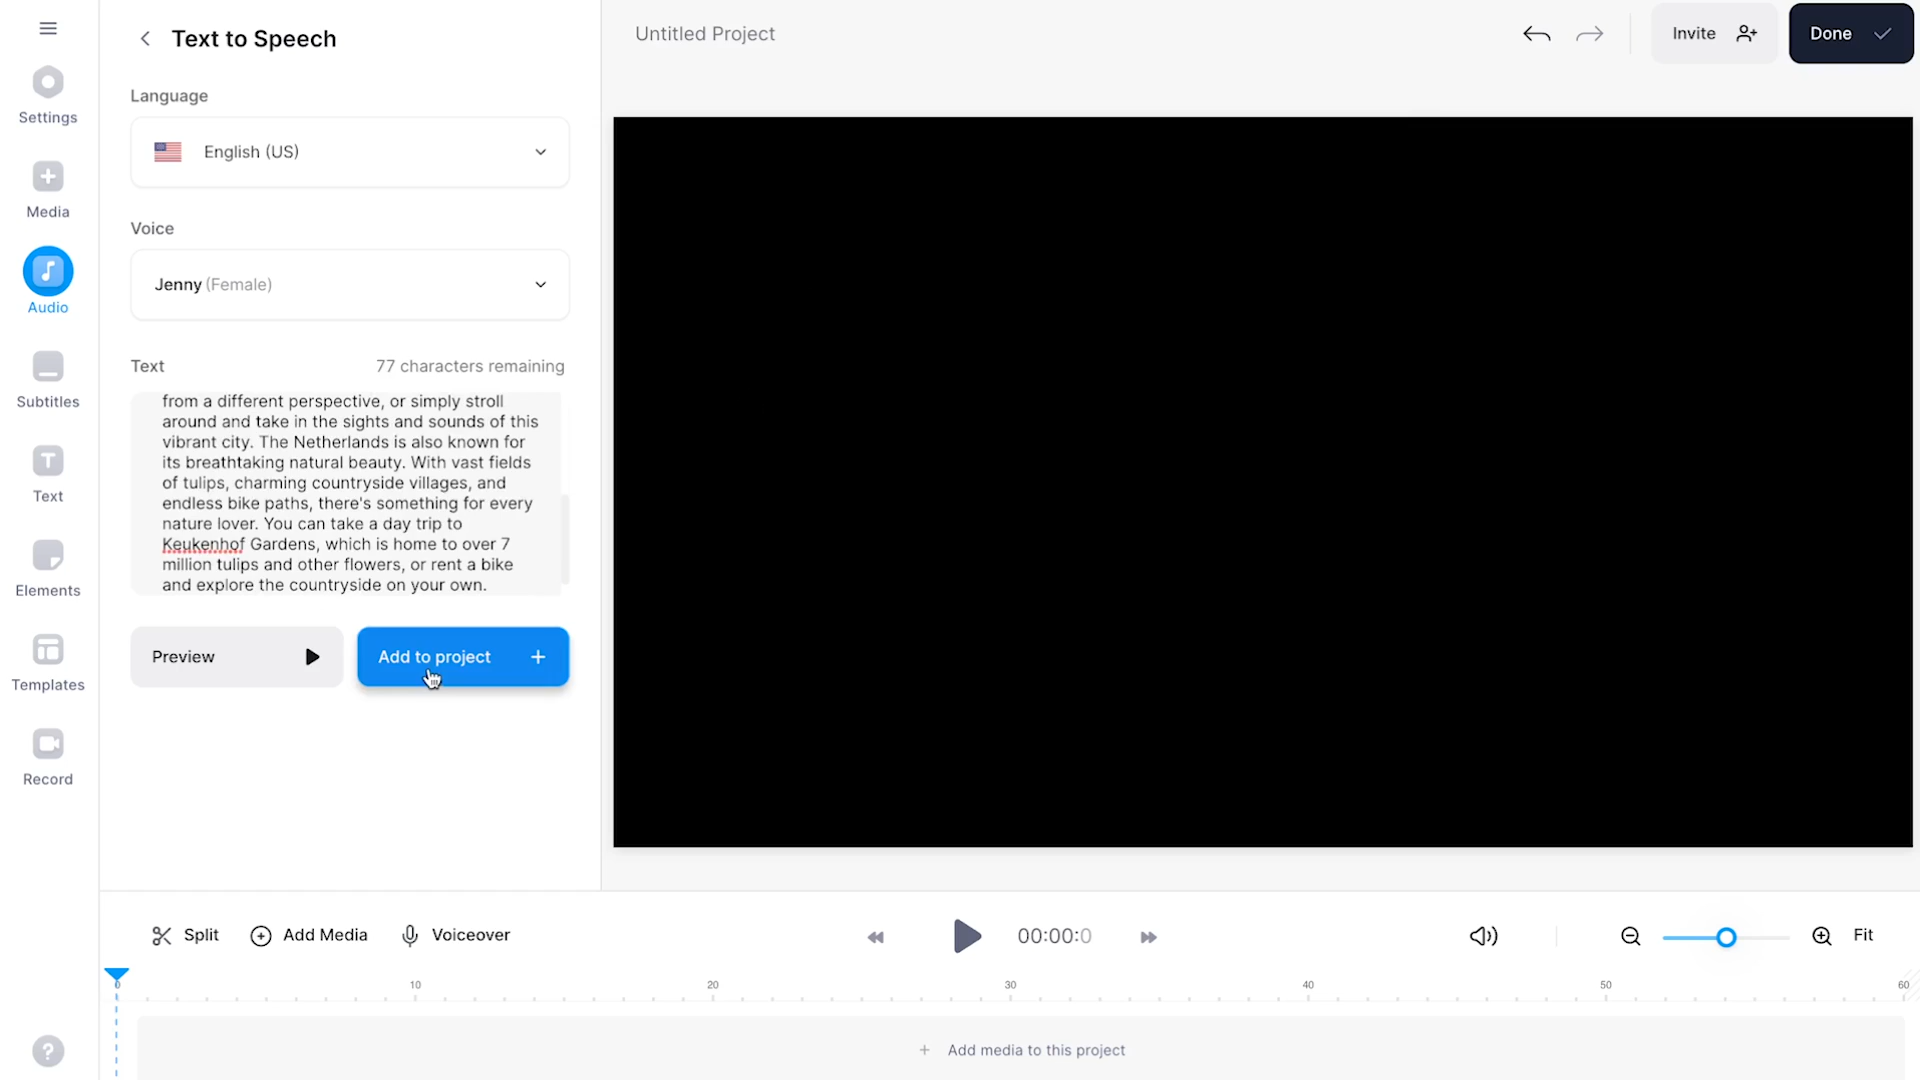 Settings
Media
Audio
Subtitles
Text
Elements
Templates
Record
?
Text to Speech
Language
English (US)
Voice
Jenny (Female)
Text
77 characters remaining
from a different perspective, or simply stroll
around and take in the sights and sounds of this
vibrant city. The Netherlands is also known for
its breathtaking natural beauty. With vast fields
of tulips, charming countryside villages, and
endless bike paths, there's something for every
nature lover. You can take a day trip to
Keukenhof Gardens, which is home to over 7
million tulips and other flowers, or rent a bike
and explore the countryside on your own.
Preview
Add to project +
Untitled Project
Invite
Done
Split
Add Media
Voiceover
00:00:0
Fit
0 10 20 30 40 50 60
+ Add media to this project